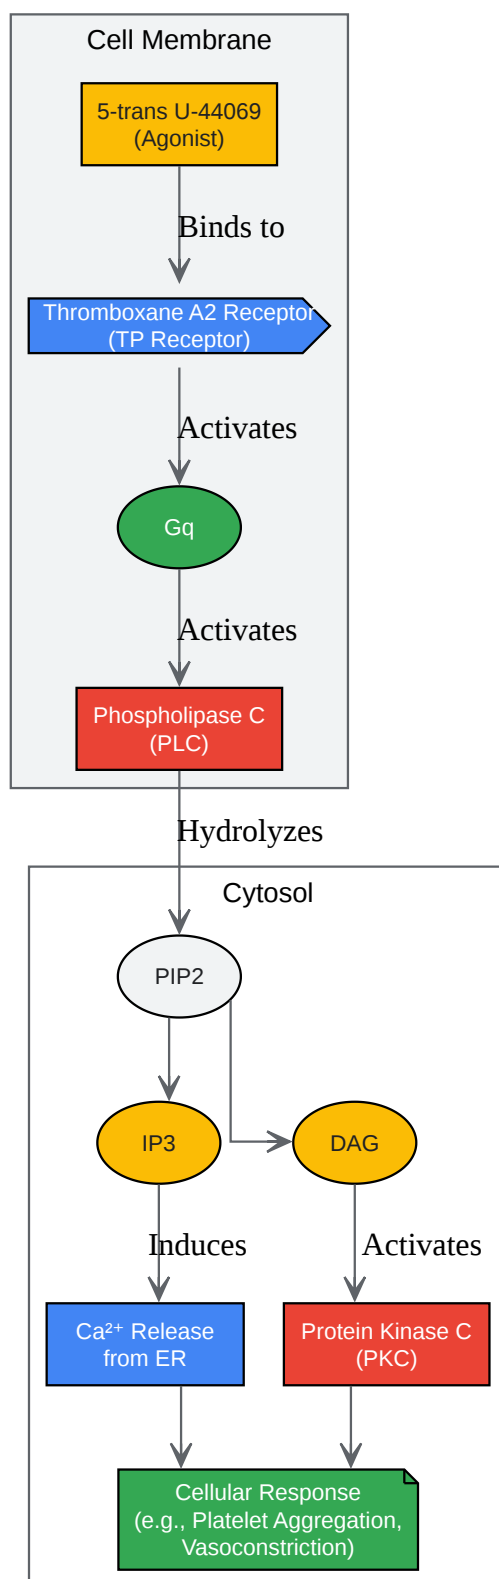 Cell Membrane
5-trans U-44069
(Agonist)
Binds to
Thromboxane A2 Receptor
(TP Receptor)
Activates
Gq
Activates
Phospholipase C
(PLC)
Hydrolyzes
Cytosol
PIP2
IP3
DAG
Induces
Activates
Ca²⁺ Release
from ER
Protein Kinase C
(PKC)
Cellular Response
(e.g., Platelet Aggregation,
Vasoconstriction)